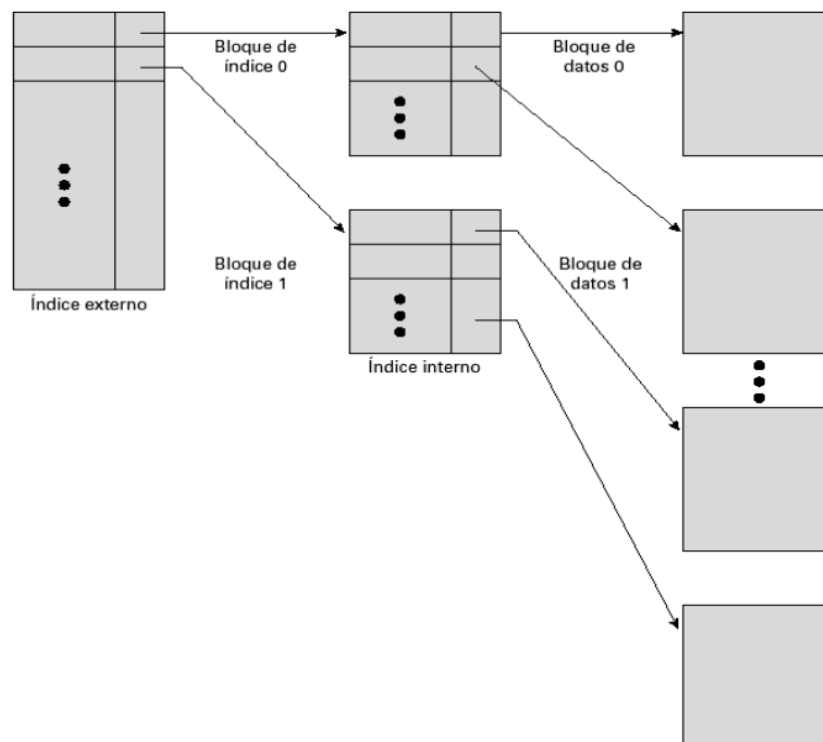 Bloque de
índice 0
Bloque de
datos 0
Bloque de
índice 1
Bloque de
datos 1
Índice externo
Índice interno